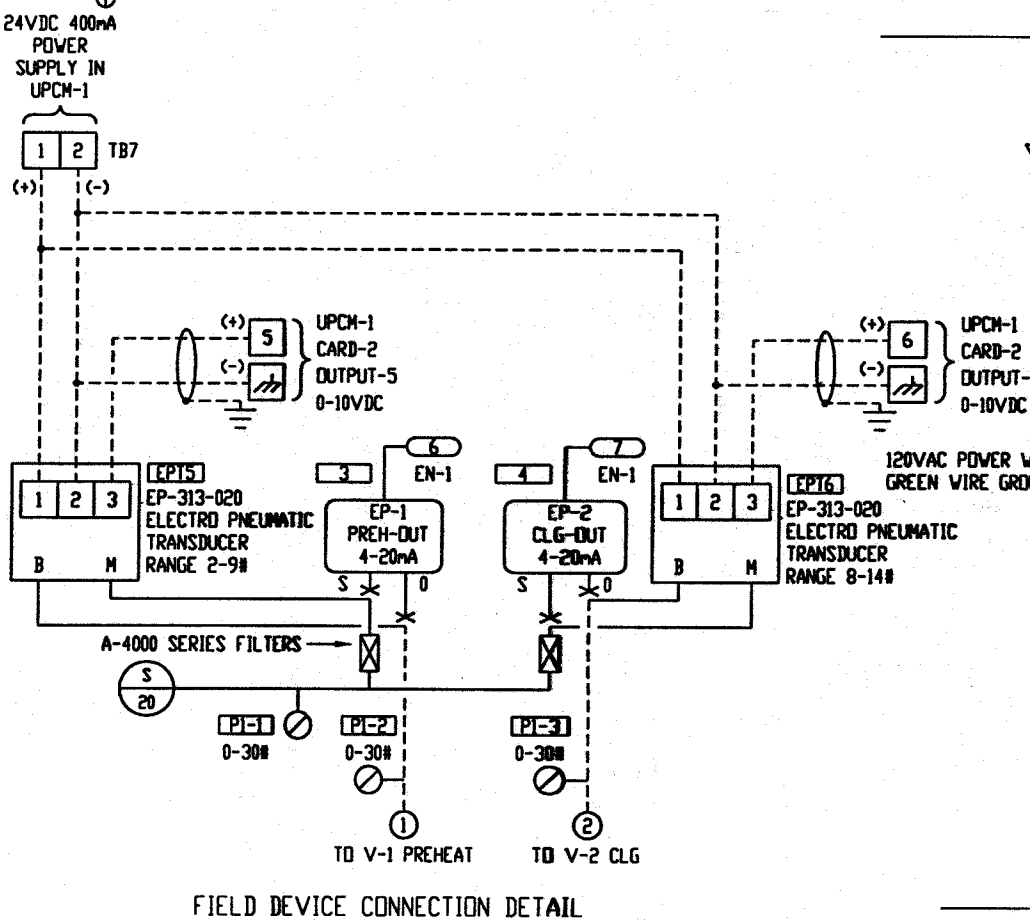 24VDC 400mA
POWER
SUPPLY IN
UPCM-1
1 2 TB7
(+) (-)
(+) 5 UPCM-1
(-) CARD-2
OUTPUT-5
0-10VDC
(+) 6 UPCM-1
(-) CARD-2
OUTPUT-
0-10VDC
120VAC POWER
GREEN WIRE
1 2 3 EPT5
EP-313-020
ELECTRO PNEUMATIC
TRANSDUCER
RANGE 2-9#
B M
3 6
EN-1
EP-1
PREH-OUT
4-20mA
S O
4 7
EN-1
EP-2
CLG-OUT
4-20mA
S O
1 2 3 EPT6
EP-313-020
ELECTRO PNEUMATIC
TRANSDUCER
RANGE 8-14#
B M
A-4000 SERIES FILTERS
S
20
PI-1
0-30#
PI-2
0-30#
PI-3
0-30#
1
TO V-1 PREHEAT
2
TO V-2 CLG
FIELD DEVICE CONNECTION DETAIL